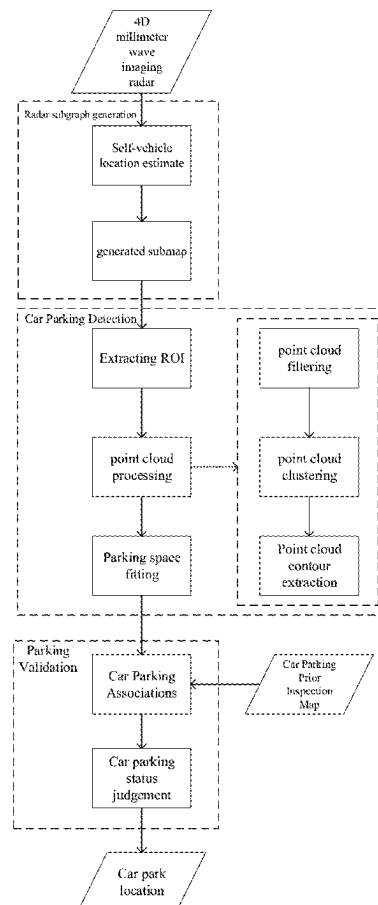 4D
millimeter
wave
imaging
radar
Radar subgraph generation
Self-vehicle
location estimate
generated submap
Car Parking Detection
Extracting ROI
point cloud
processing
Parking space
fitting
point cloud
filtering
point cloud
clustering
Point cloud
contour
extraction
Parking
Validation
Car Parking
Associations
Car Parking
Prior
Inspection
Map
Car parking
status
judgement
Car park
location